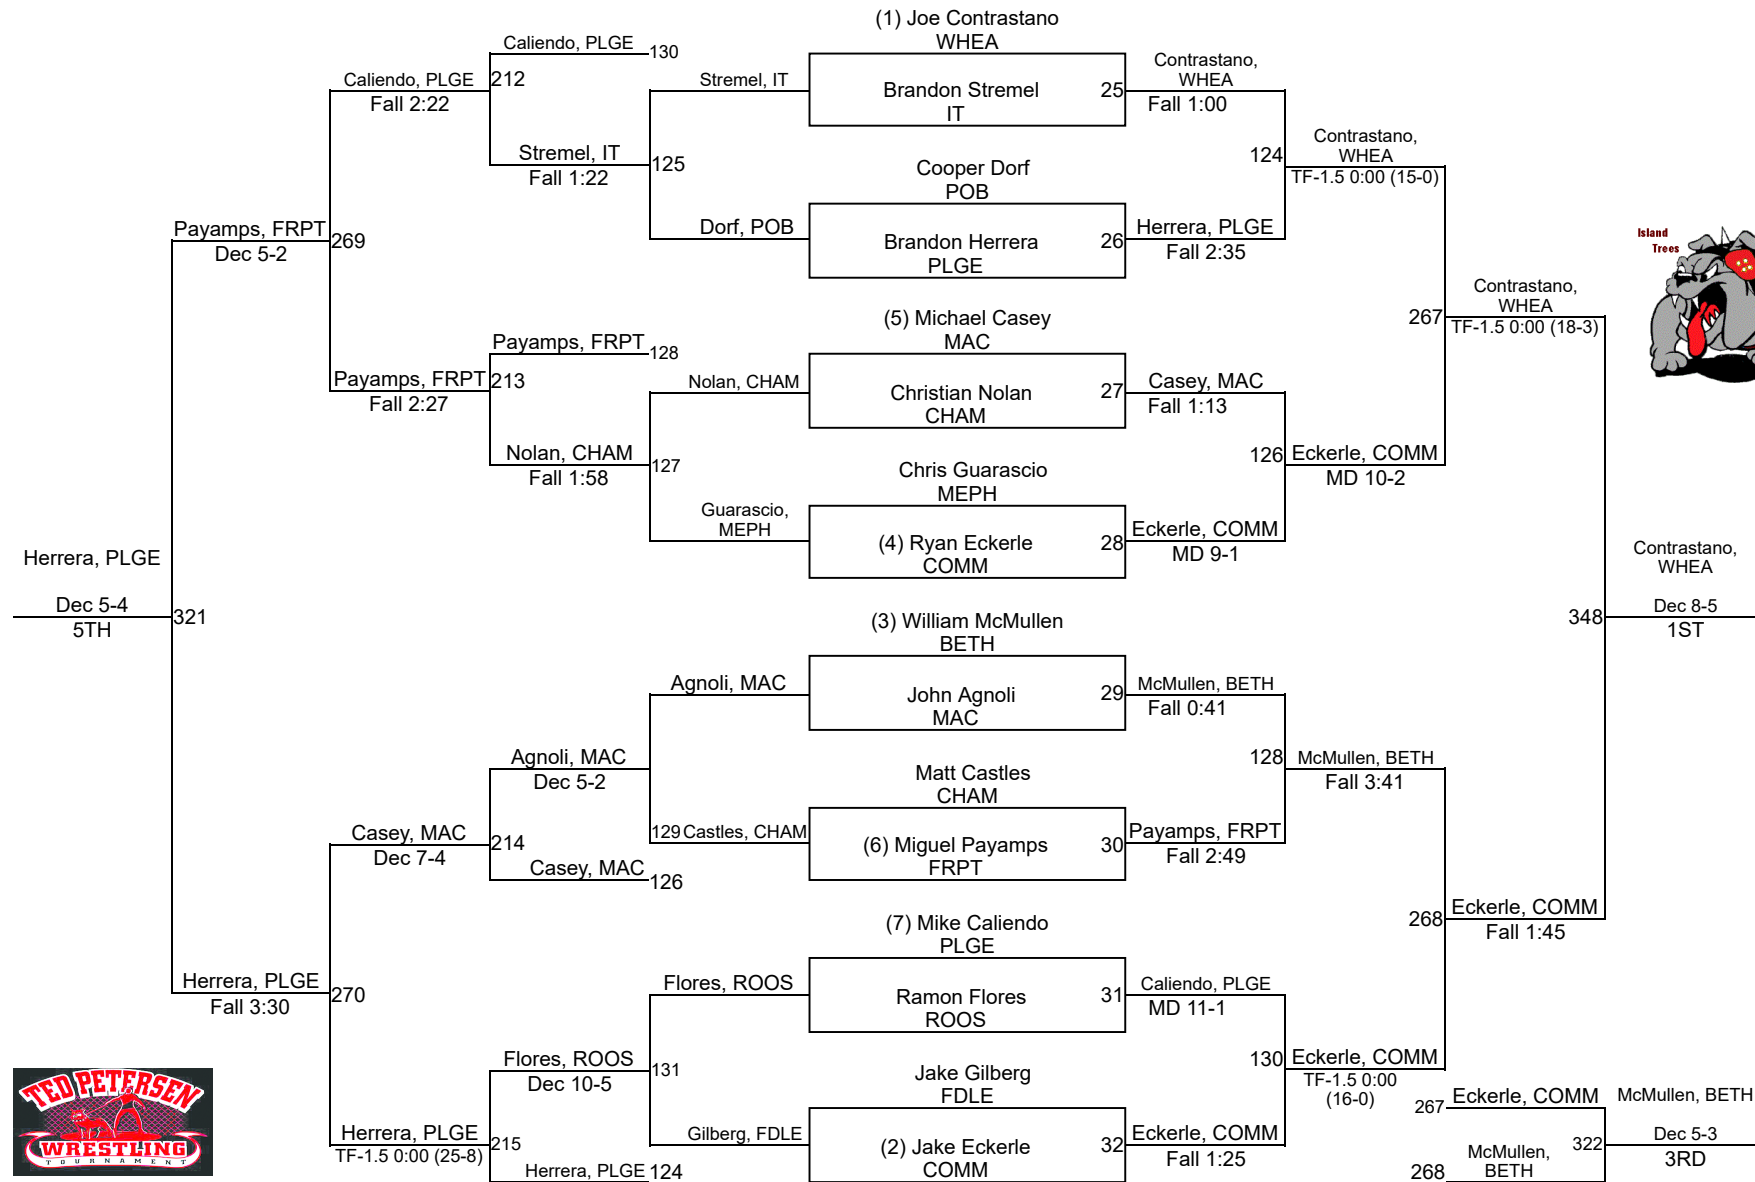 (1) Joe Contrastano
WHEA
Brandon Stremel
IT
25
Cooper Dorf
POB
Brandon Herrera
PLGE
26
(5) Michael Casey
MAC
Christian Nolan
CHAM
27
Chris Guarascio
MEPH
(4) Ryan Eckerle
COMM
28
(3) William McMullen
BETH
John Agnoli
MAC
29
Matt Castles
CHAM
(6) Miguel Payamps
FRPT
30
(7) Mike Caliendo
PLGE
Ramon Flores
ROOS
31
Jake Gilberg
FDLE
(2) Jake Eckerle
COMM
32
Contrastano,
WHEA
Fall 1:00
Herrera, PLGE
Fall 2:35
Casey, MAC
Fall 1:13
Eckerle, COMM
MD 9-1
McMullen, BETH
Fall 0:41
Payamps, FRPT
Fall 2:49
Caliendo, PLGE
MD 11-1
Eckerle, COMM
Fall 1:25
124
Contrastano,
WHEA
TF-1.5 0:00 (15-0)
126
Eckerle, COMM
MD 10-2
128
McMullen, BETH
Fall 3:41
130
Eckerle, COMM
TF-1.5 0:00
(16-0)
267
Contrastano,
WHEA
TF-1.5 0:00 (18-3)
268
Eckerle, COMM
Fall 1:45
348
Contrastano,
WHEA
Dec 8-5
1ST
267
Eckerle, COMM
268
McMullen,
BETH
322
McMullen, BETH
Dec 5-3
3RD
Stremel, IT
Dorf, POB
125
Nolan, CHAM
Guarascio,
MEPH
127
Agnoli, MAC
129
Castles, CHAM
Flores, ROOS
131
Gilberg, FDLE
Caliendo, PLGE
130
Stremel, IT
Fall 1:22
212
Payamps, FRPT
128
Nolan, CHAM
Fall 1:58
213
Agnoli, MAC
Dec 5-2
214
Casey, MAC
126
Flores, ROOS
Dec 10-5
215
Herrera, PLGE
124
Caliendo, PLGE
Fall 2:22
Payamps, FRPT
Fall 2:27
269
Casey, MAC
Dec 7-4
270
Herrera, PLGE
TF-1.5 0:00 (25-8)
Payamps, FRPT
Dec 5-2
Herrera, PLGE
Fall 3:30
321
Herrera, PLGE
Dec 5-4
5TH
Island
Trees
TED PETERSEN
WRESTLING
TOURNAMENT